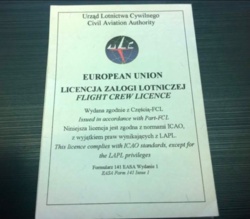 Urząd Lotnictwa Cywilnego
Civil Aviation Authority
EUROPEAN UNION
LICENCJA ZAŁOGI LOTNICZEJ
FLIGHT CREW LICENCE
Wydana zgodnie z Częścią-FCL
Issued in accordance with Part-FCL
Niniejsza licencja jest zgodna z normami ICAO,
z wyjątkiem praw wynikających z LAPL.
This licence complies with ICAO standards, except for
the LAPL privileges
Formularz 141 EASA Wydanie 1
EASA Form 141 Issue 1